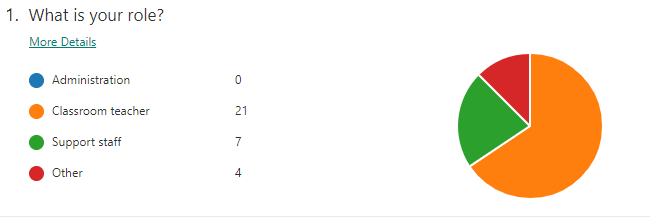 1. What is your role?
More Details
Administration 0
Classroom teacher 21
Support staff 7
Other 4